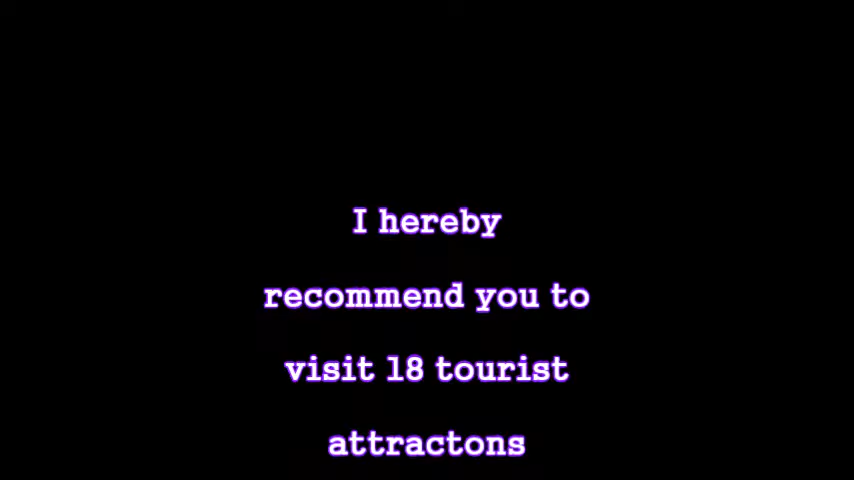 I hereby
recommend you to
visit 18 tourist
attractons